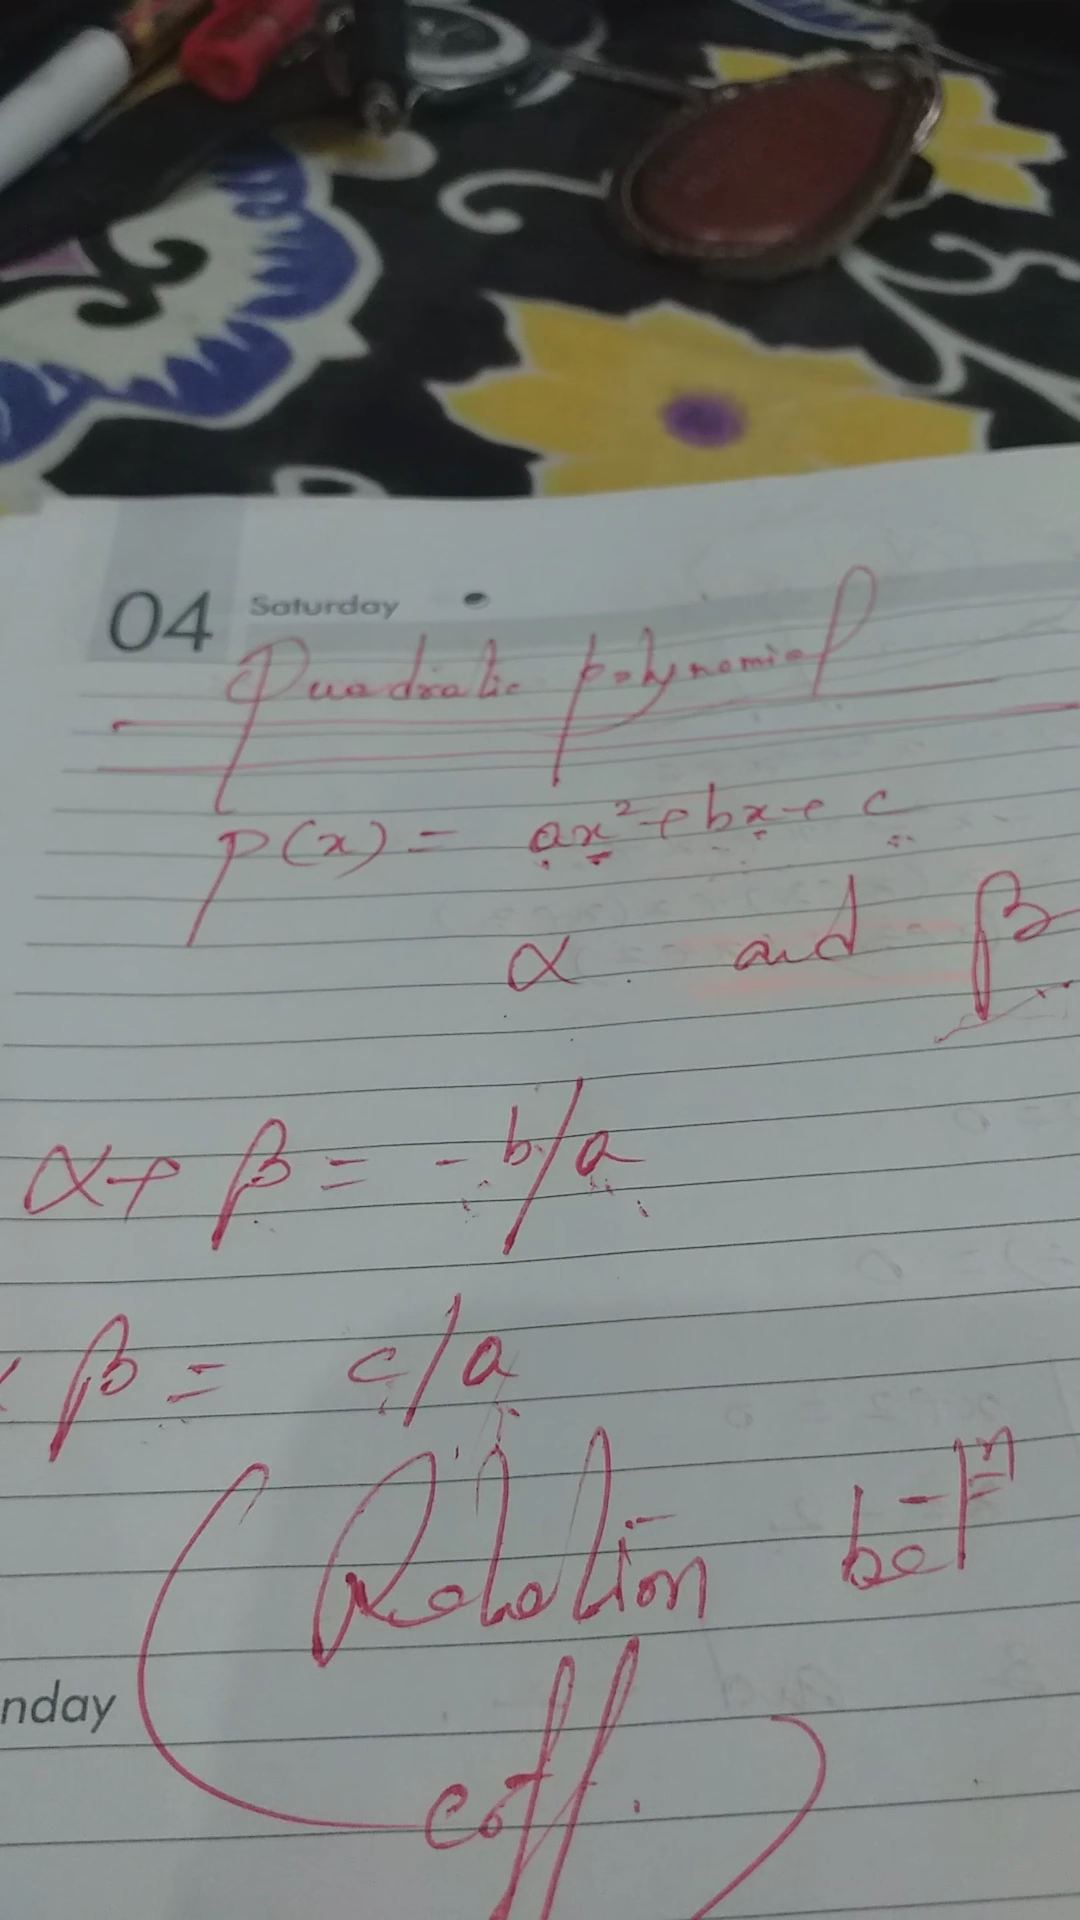 04 Saturday
Quadratic polynomial
p(x) = ax²+bx+c
α and β
α+β = -b/a
β = c/a
(Relation betⁿ
nday
coff.)